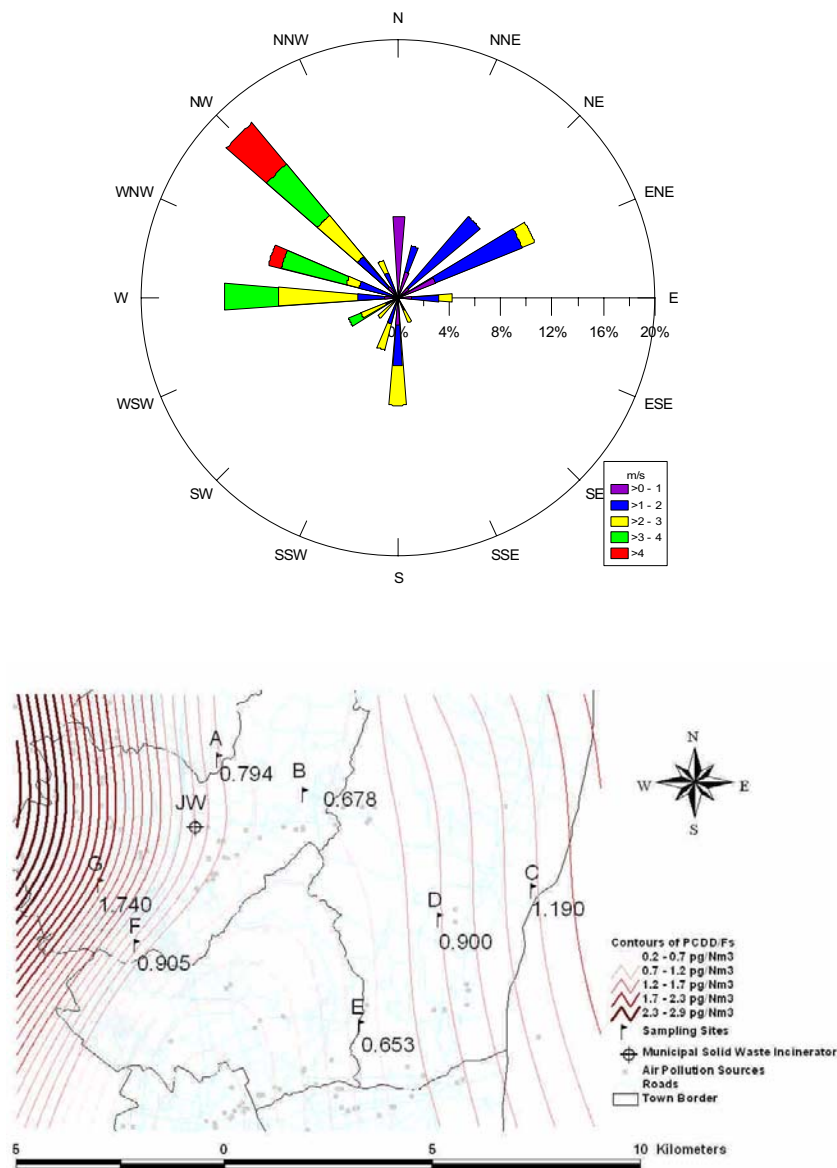 N
NNW NNE
NW NE
WNW ENE
W E
0% 4% 8% 12% 16% 20%
WSW ESE
SW SE
SSW SSE
S
m/s
>0 - 1
>1 - 2
>2 - 3
>3 - 4
>4
A
0.794
B
0.678
JW
G
1.740
F
0.905
C
1.190
D
0.900
E
0.653
N
W E
S
Contours of PCDD/Fs
0.2 - 0.7 pg/Nm3
0.7 - 1.2 pg/Nm3
1.2 - 1.7 pg/Nm3
1.7 - 2.3 pg/Nm3
2.3 - 2.9 pg/Nm3
Sampling Sites
Municipal Solid Waste Incinerator
Air Pollution Sources
Roads
Town Border
5 0 5 10 Kilometers